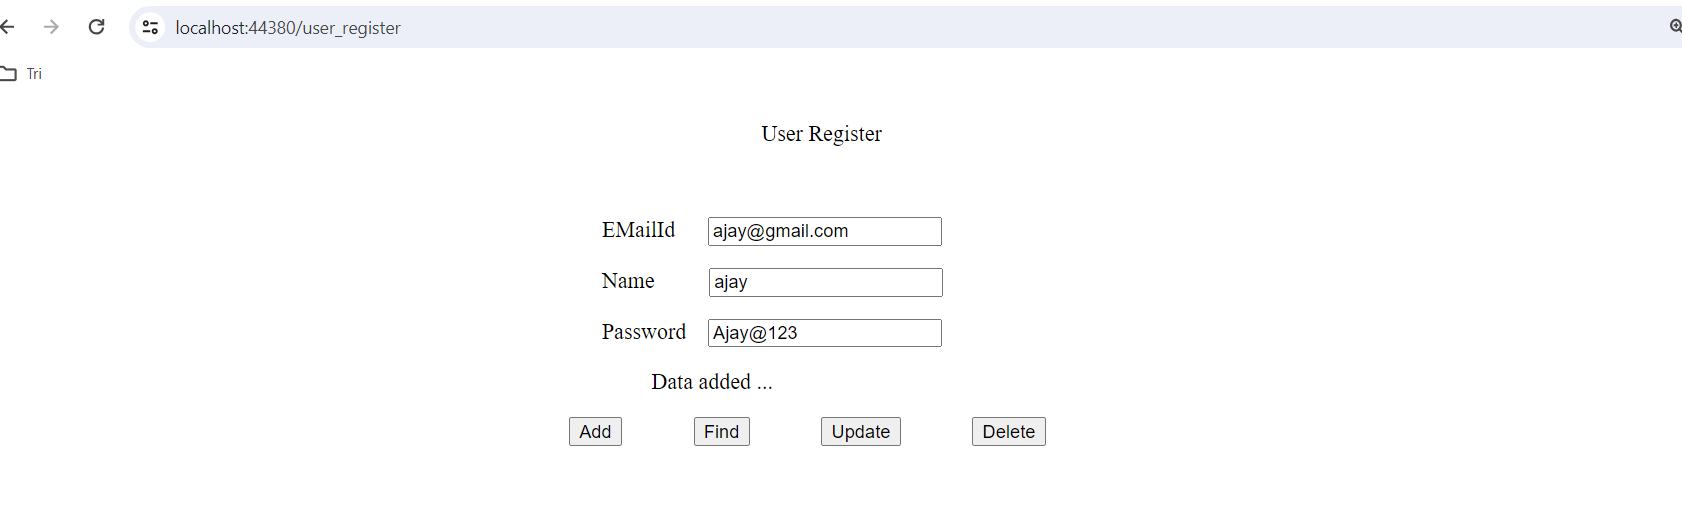 localhost:44380/user_register
Tri
User Register
EMailId ajay@gmail.com
Name ajay
Password Ajay@123
Data added ...
Add Find Update Delete